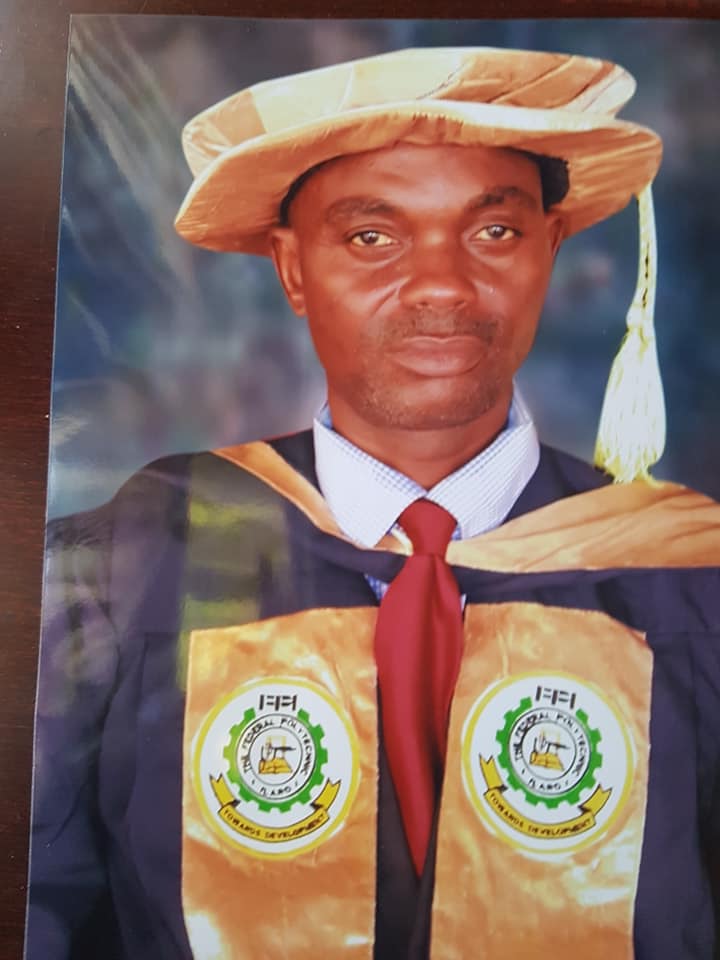 FPI
THE FEDERAL POLYTECHNIC
ILARO
TOWARDS DEVELOPMENT
FPI
THE FEDERAL POLYTECHNIC
ILARO
TOWARDS DEVELOPMENT